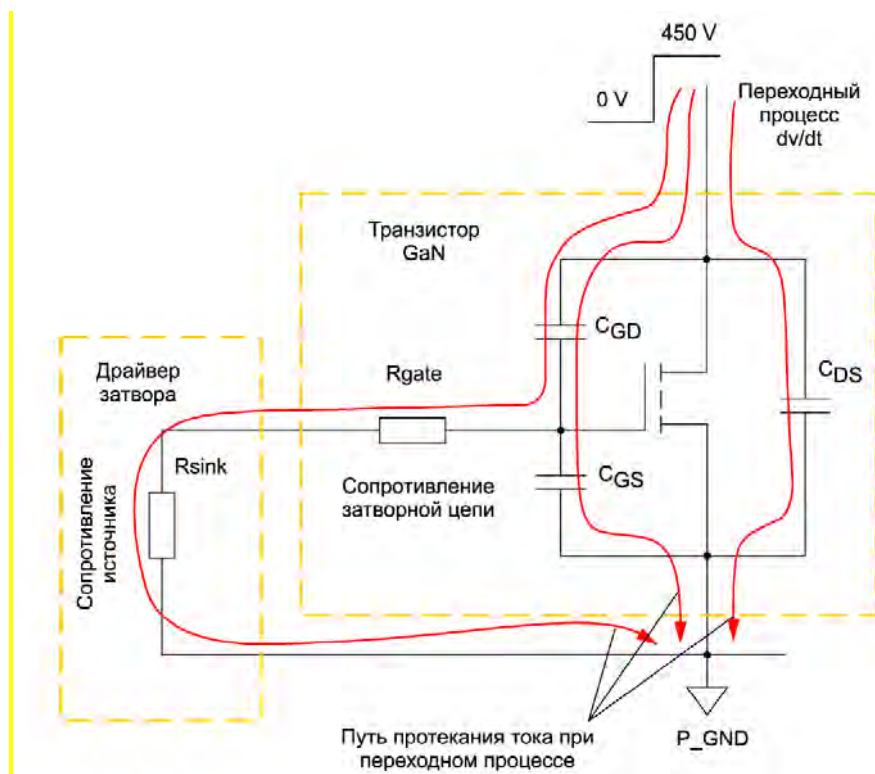 450 V
0 V
Переходный
процесс
dv/dt
Транзистор
GaN
CGD
Драйвер
затвора
Rgate
CDS
Rsink
CGS
Сопротивление
затворной цепи
Сопротивление
источника
Путь протекания тока при
переходном процессе
P_GND